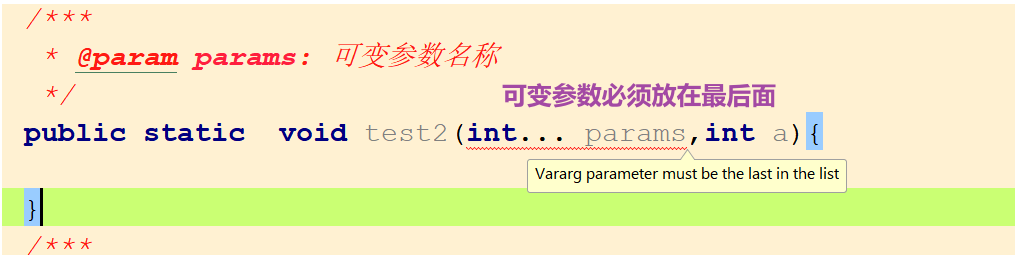 /***
* @param params: 可变参数名称
*/
可变参数必须放在最后面
public static  void test2(int... params,int a){
Vararg parameter must be the last in the list
}
/***